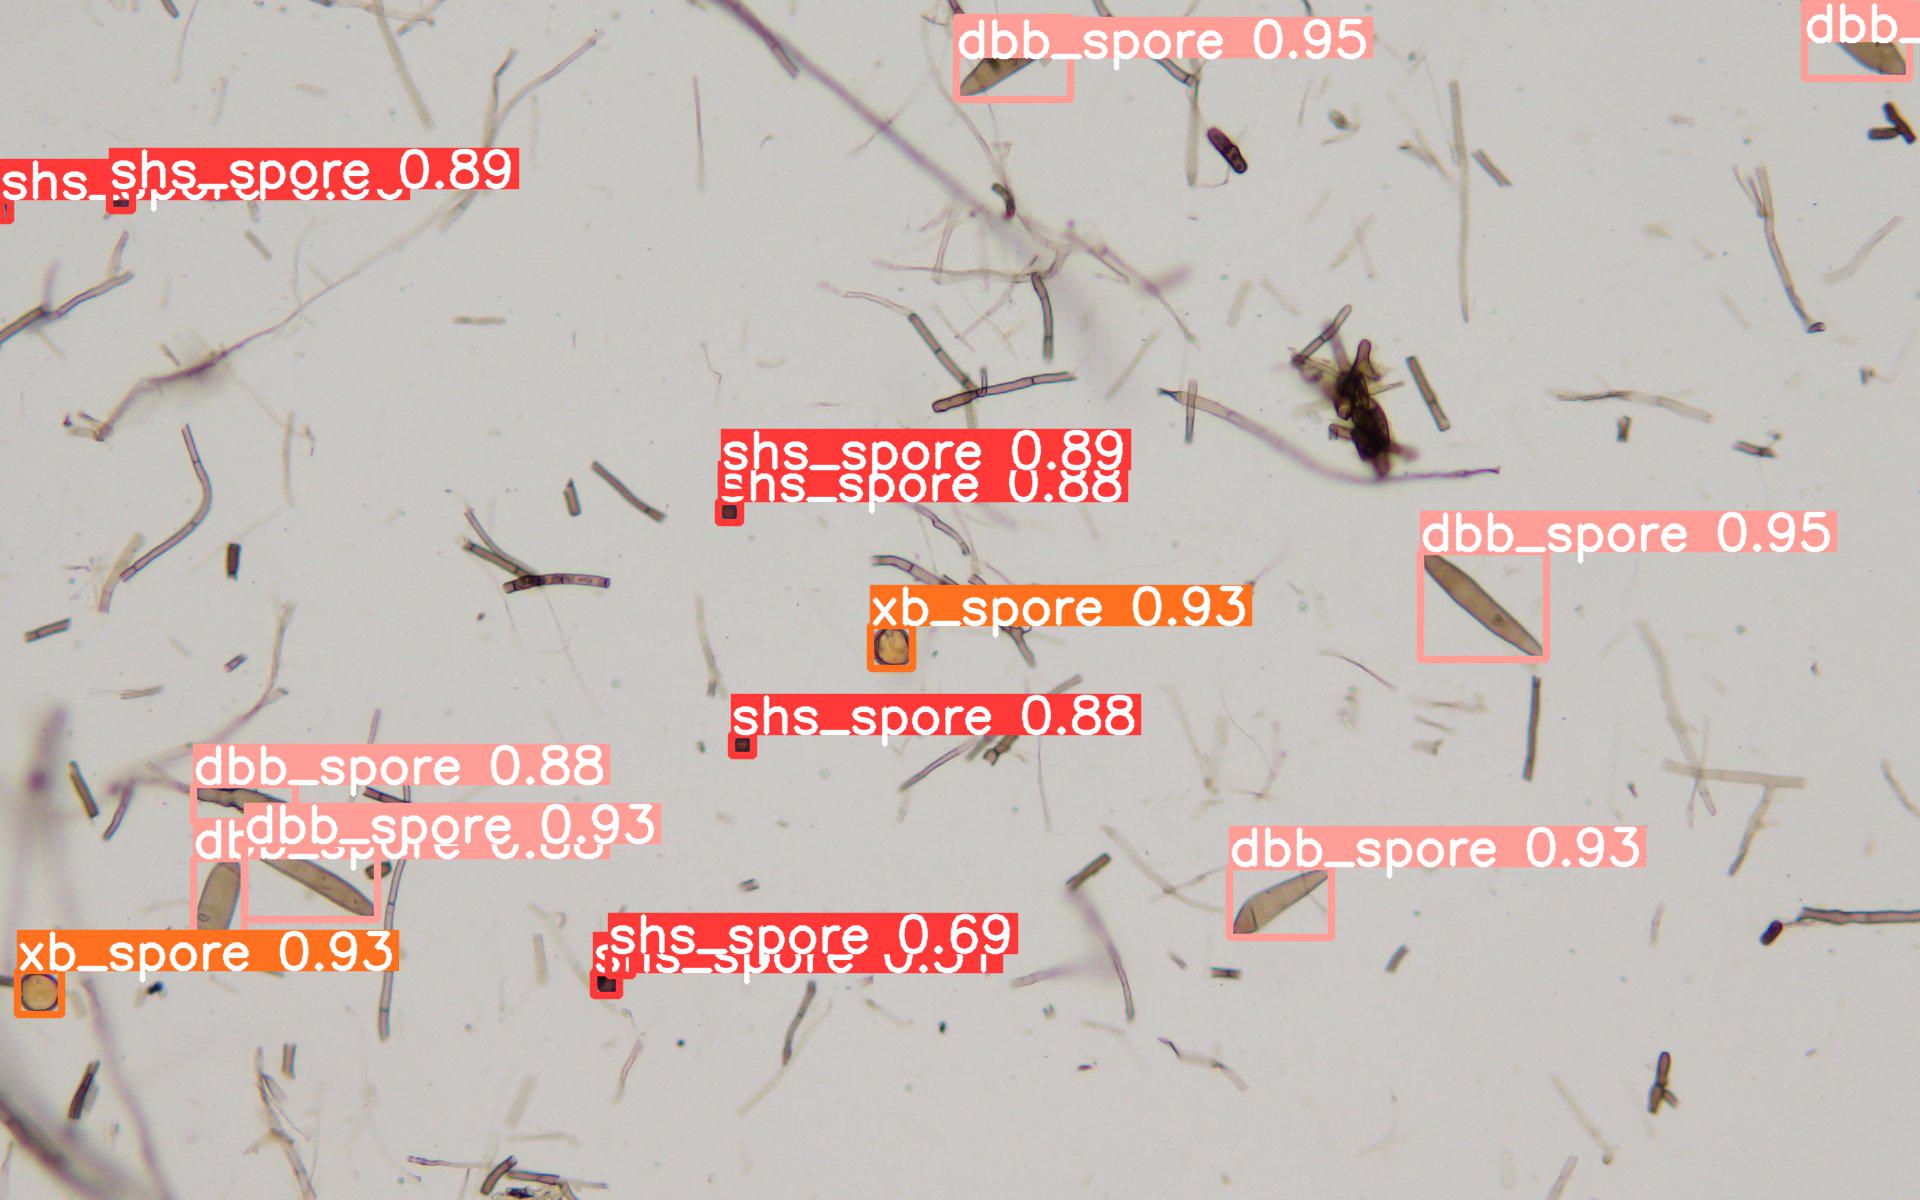 dbb_spore 0.95
dbb_
shs_spore 0.89
shs_
shs_spore 0.89
shs_spore 0.88
dbb_spore 0.95
xb_spore 0.93
shs_spore 0.88
dbb_spore 0.88
dbb_spore 0.93
dbb_spore 0.93
shs_spore 0.69
xb_spore 0.93